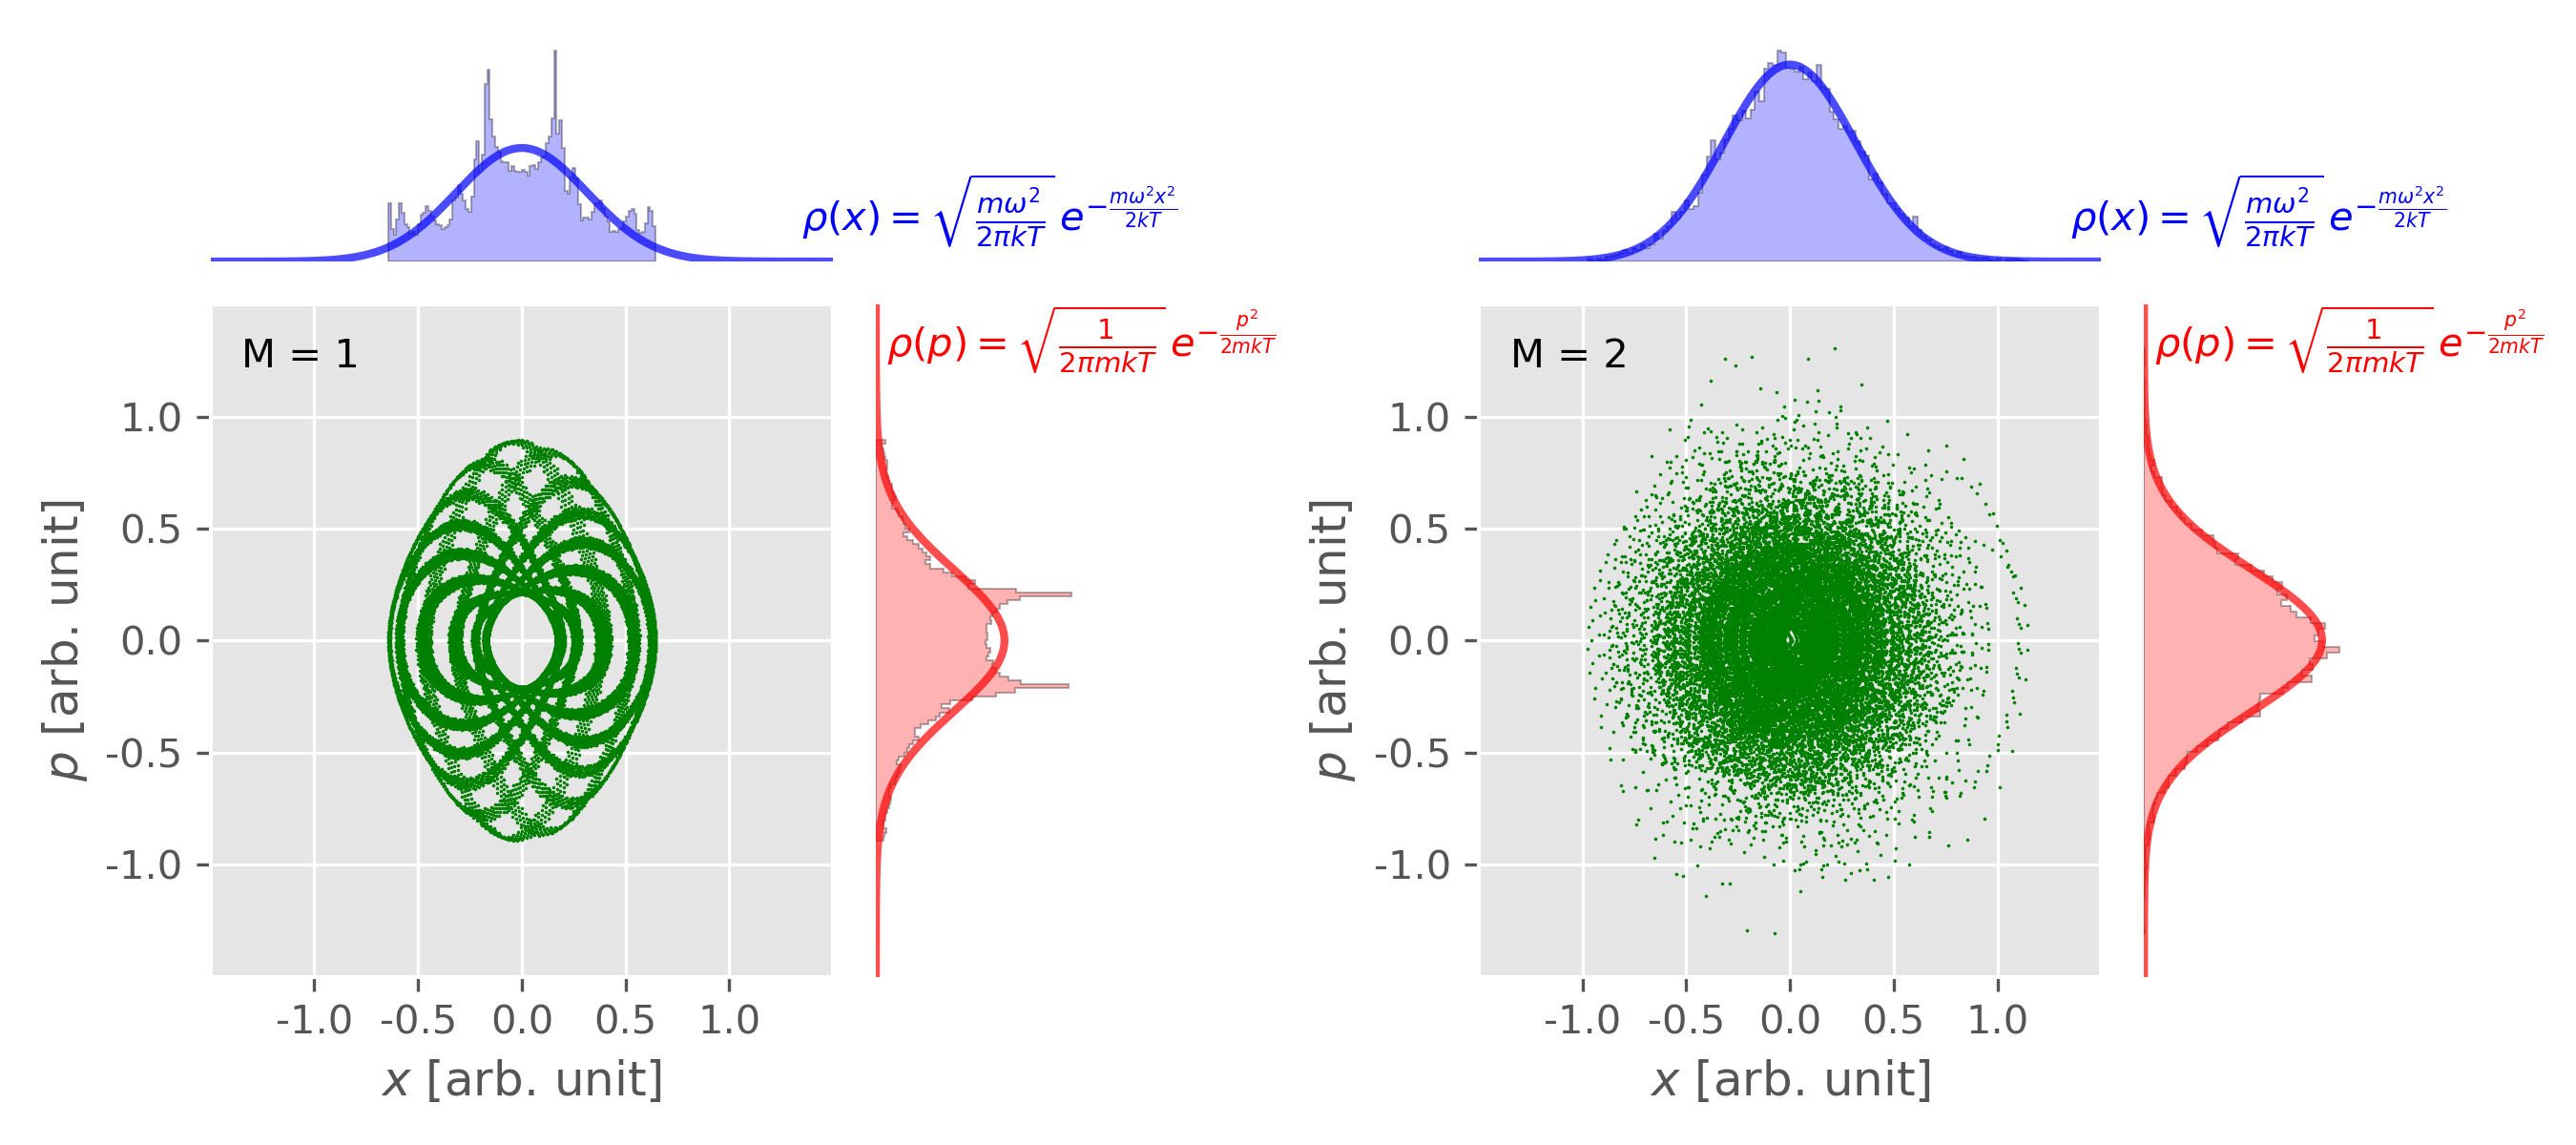 ρ(x) = √(mω²/2πkT) e^(−mω²x²/2kT)
ρ(p) = √(1/2πmkT) e^(−p²/2mkT)
M = 1
1.0
0.5
0.0
-0.5
-1.0
p [arb. unit]
-1.0 -0.5 0.0 0.5 1.0
x [arb. unit]
ρ(x) = √(mω²/2πkT) e^(−mω²x²/2kT)
ρ(p) = √(1/2πmkT) e^(−p²/2mkT)
M = 2
1.0
0.5
0.0
-0.5
-1.0
p [arb. unit]
-1.0 -0.5 0.0 0.5 1.0
x [arb. unit]